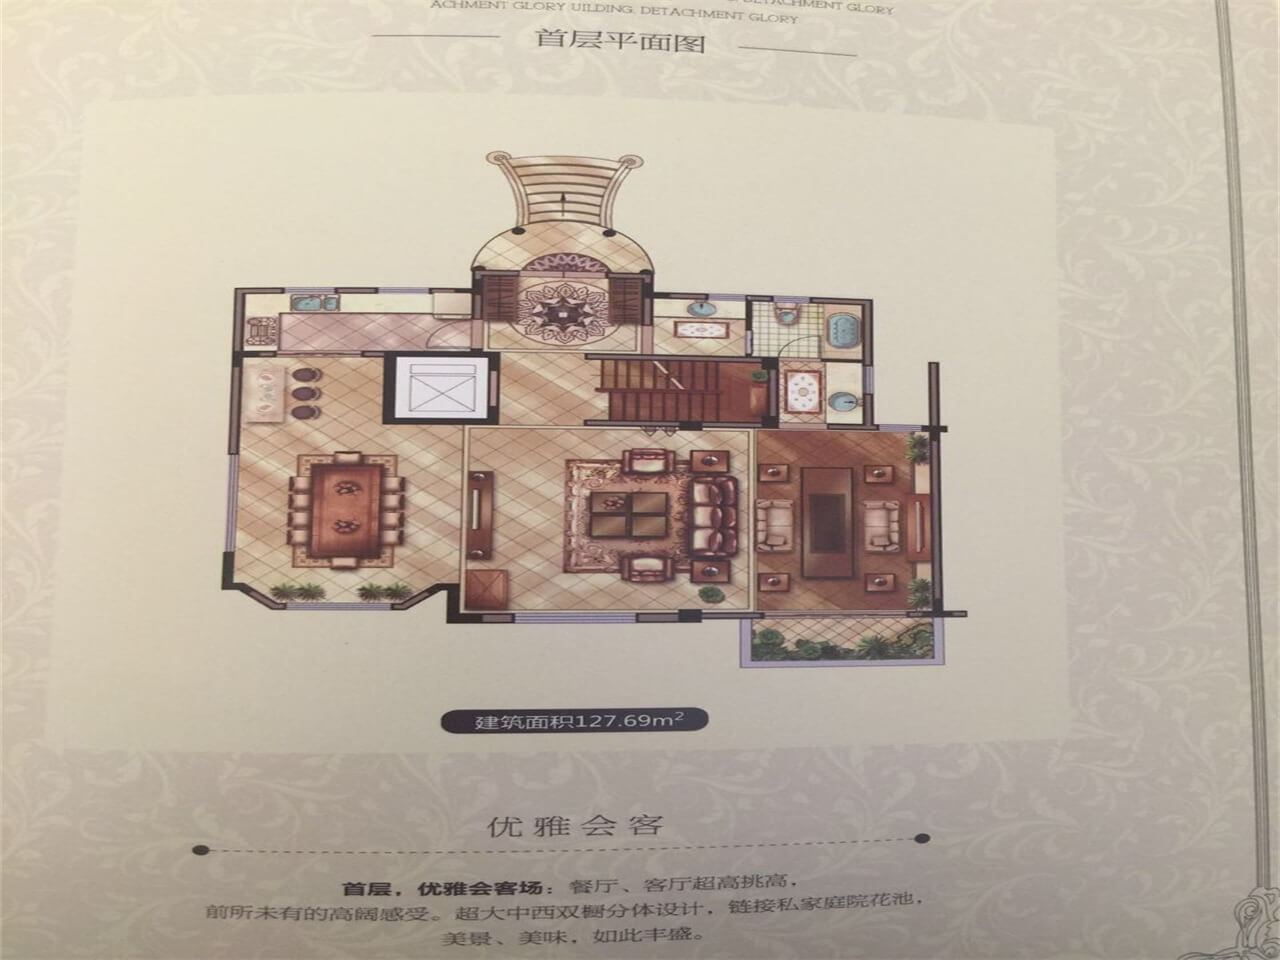 DETACHMENT GLORY
ACHMENT GLORY UILDING. DETACHMENT GLORY
首层平面图
建筑面积127.69m²
优雅会客
首层，优雅会客场：餐厅、客厅超高挑高，
前所未有的高阔感受。超大中西双橱分体设计，链接私家庭院花池，
美景、美味，如此丰盛。